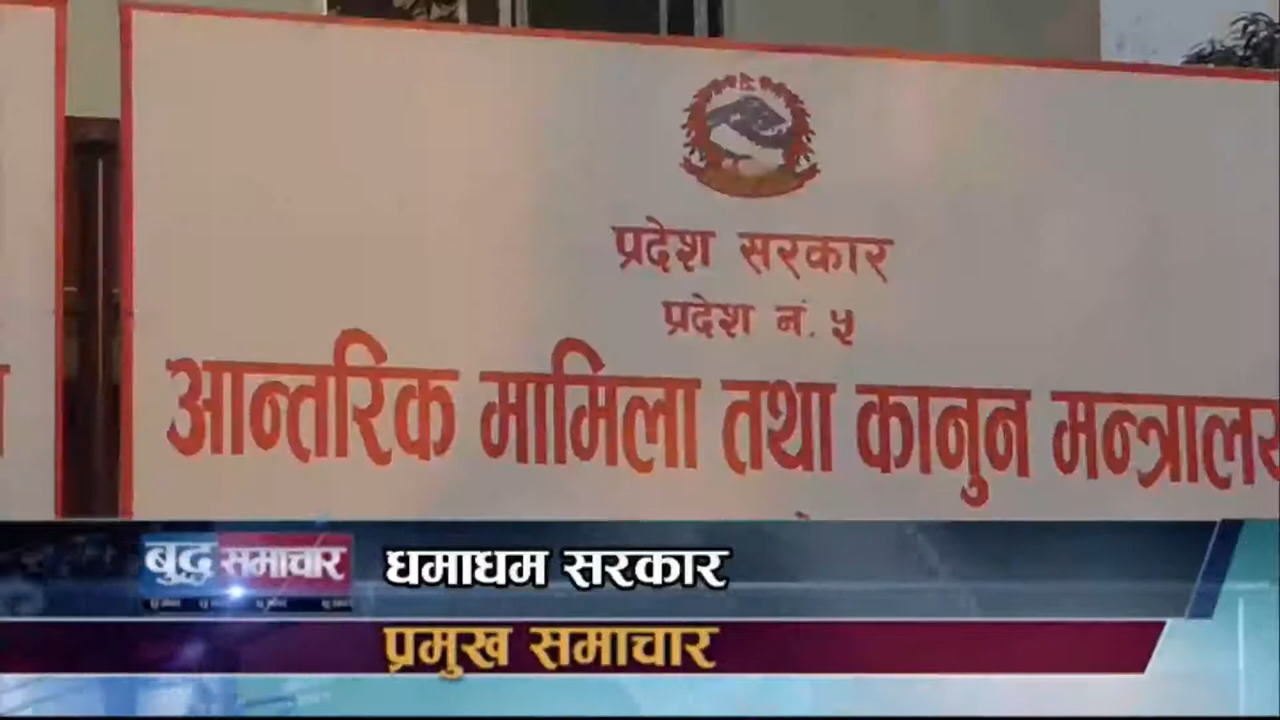 प्रदेश सरकार
प्रदेश नं. ५
आन्तरिक मामिला तथा कानुन मन्त्रालय
बुद्ध समाचार
धमाधम सरकार
प्रमुख समाचार